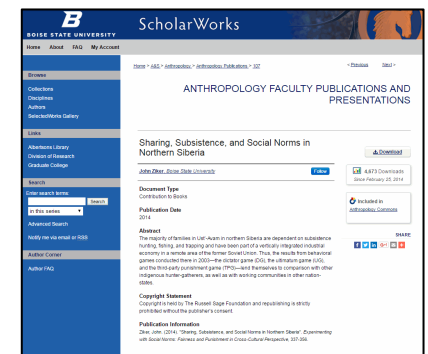 B
BOISE STATE UNIVERSITY
ScholarWorks
Home About FAQ My Account
Browse
Collections
Disciplines
Authors
SelectedWorks Gallery
Links
Albertsons Library
Division of Research
Graduate College
Search
Enter search terms:
Search
in this series
Advanced Search
Notify me via email or RSS
Author Corner
Author FAQ
Home > A&S > Anthropology > Anthropology Publications > 107
< Previous Next >
ANTHROPOLOGY FACULTY PUBLICATIONS AND
PRESENTATIONS
Sharing, Subsistence, and Social Norms in
Northern Siberia
John Ziker, Boise State University
Follow
Document Type
Contribution to Books
Publication Date
2014
Abstract
The majority of families in Ust'-Avam in northern Siberia are dependent on subsistence
hunting, fishing, and trapping and have been part of a vertically integrated industrial
economy in a remote area of the former Soviet Union. Thus, the results from behavioral
games conducted there in 2003—the dictator game (DG), the ultimatum game (UG),
and the third-party punishment game (TPG)—lend themselves to comparison with other
indigenous hunter-gatherers, as well as with working communities in other nation-
states.
Copyright Statement
Copyright is held by The Russell Sage Foundation and republishing is strictly
prohibited without the publisher's consent.
Publication Information
Ziker, John. (2014). "Sharing, Subsistence, and Social Norms in Northern Siberia". Experimenting
with Social Norms: Fairness and Punishment in Cross-Cultural Perspective, 337-356.
Download
4,673 Downloads
Since February 25, 2014
Included in
Anthropology Commons
SHARE